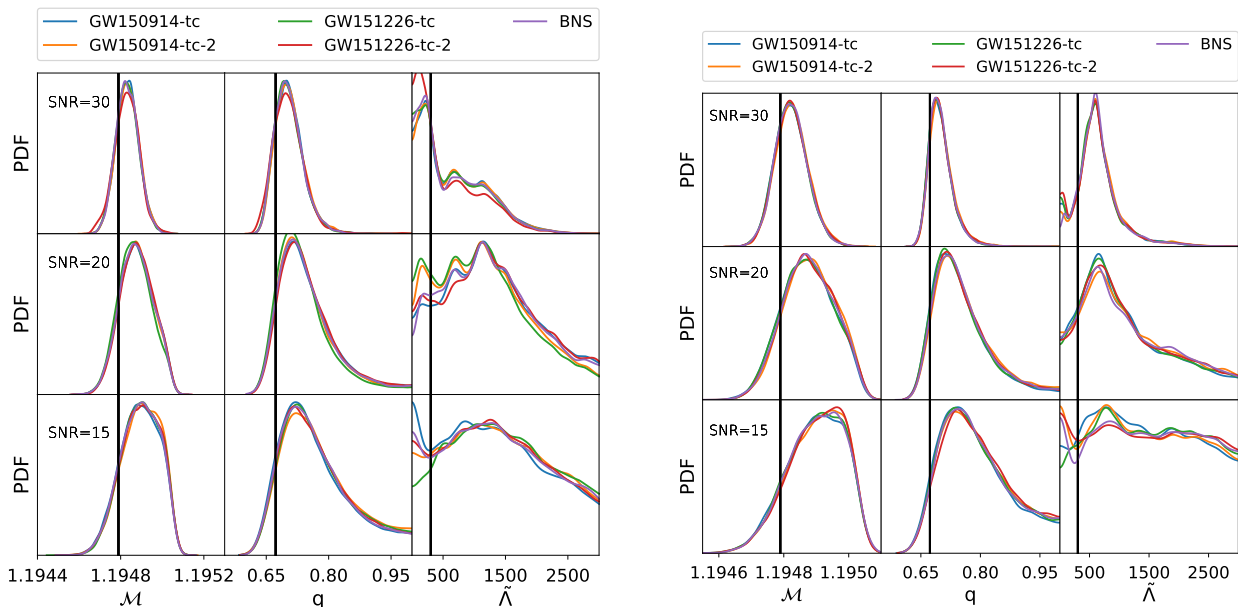 GW150914-tc GW151226-tc BNS
GW150914-tc-2 GW151226-tc-2
SNR=30
PDF
SNR=20
PDF
SNR=15
PDF
1.1944 1.1948 1.1952 0.65 0.80 0.95 500 1500 2500
ℳ q Λ̃
GW150914-tc GW151226-tc BNS
GW150914-tc-2 GW151226-tc-2
SNR=30
PDF
SNR=20
PDF
SNR=15
PDF
1.1946 1.1948 1.1950 0.65 0.80 0.95 500 1500 2500
ℳ q Λ̃